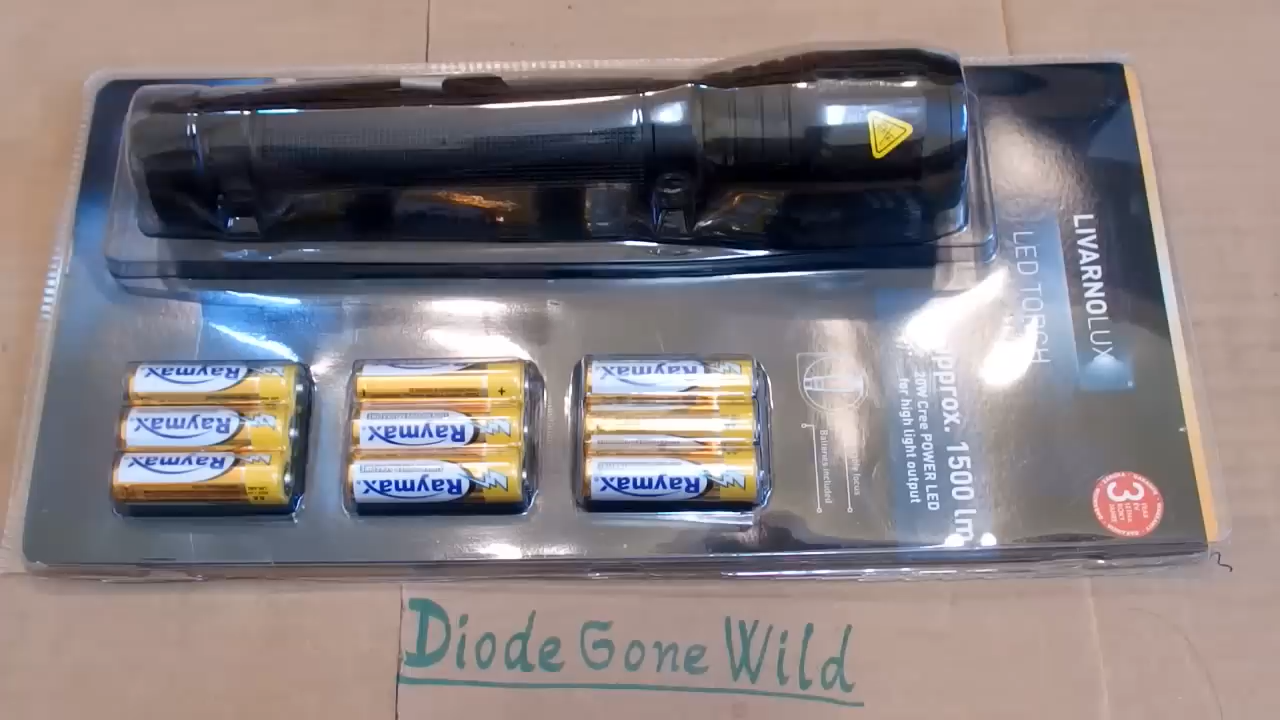 LIVARNOLUX
LED TORCH
approx. 1500 lm
20W Cree POWER LED
for high light output
Batteries included
focus
3
Raymax
Raymax
Raymax
Raymax
Raymax
Raymax
Raymax
+
Diode Gone Wild